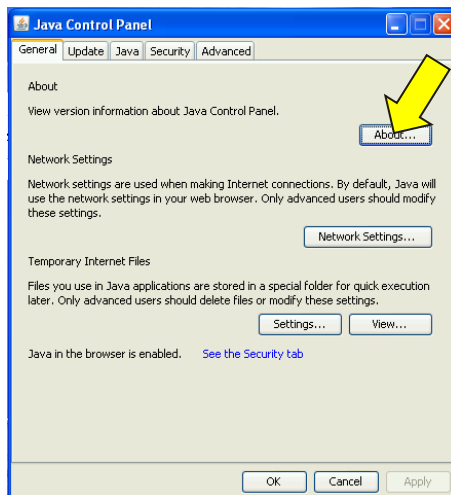 Java Control Panel
General Update Java Security Advanced
About
View version information about Java Control Panel.
About...
Network Settings
Network settings are used when making Internet connections. By default, Java will
use the network settings in your web browser. Only advanced users should modify
these settings.
Network Settings...
Temporary Internet Files
Files you use in Java applications are stored in a special folder for quick execution
later. Only advanced users should delete files or modify these settings.
Settings... View...
Java in the browser is enabled. See the Security tab
OK Cancel Apply